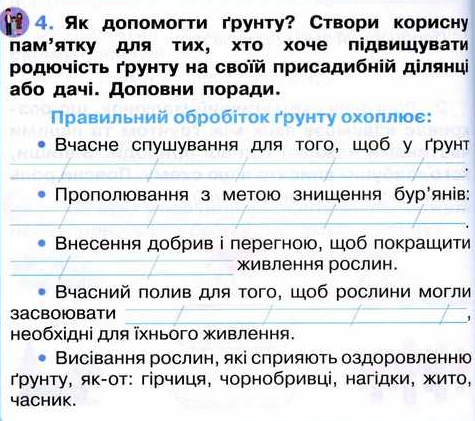 4. Як допомогти ґрунту? Створи корисну
пам’ятку для тих, хто хоче підвищувати
родючість ґрунту на своїй присадибній ділянці
або дачі. Доповни поради.
Правильний обробіток ґрунту охоплює:
• Вчасне спушування для того, щоб у ґрунт
.
• Прополювання з метою знищення бур’янів:
.
• Внесення добрив і перегною, щоб покращити
живлення рослин.
• Вчасний полив для того, щоб рослини могли
засвоювати ,
необхідні для їхнього живлення.
• Висівання рослин, які сприяють оздоровленню
ґрунту, як-от: гірчиця, чорнобривці, нагідки, жито,
часник.